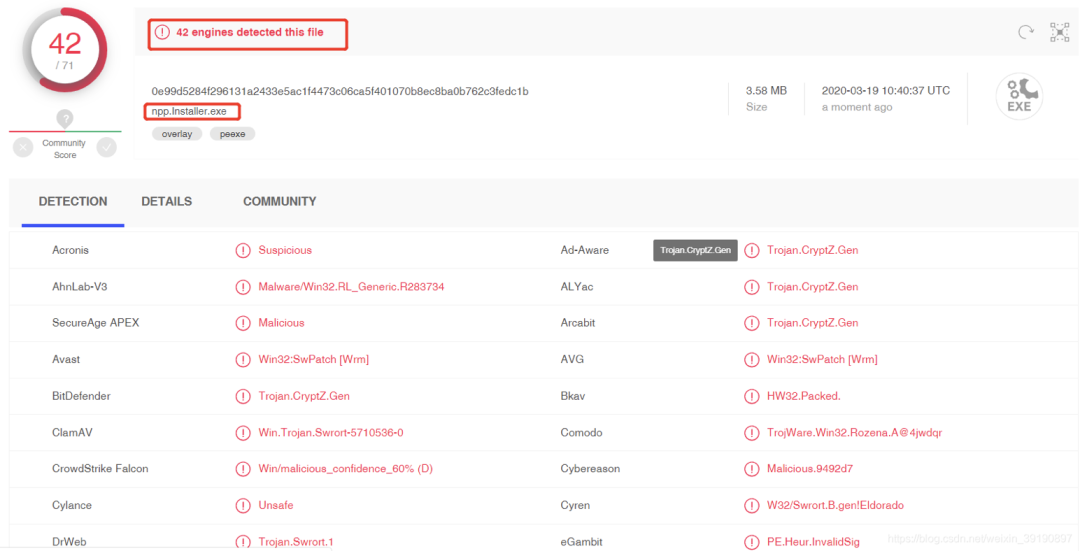 42
/ 71
?
Community
Score
42 engines detected this file
0e99d5284f296131a2433e5ac1f4473c06ca5f401070b8ec8ba0b762c3fedc1b
npp.Installer.exe
overlay peexe
3.58 MB
Size
2020-03-19 10:40:37 UTC
a moment ago
EXE
DETECTION DETAILS COMMUNITY
Acronis Suspicious Ad-Aware Trojan.CryptZ.Gen Trojan.CryptZ.Gen
AhnLab-V3 Malware/Win32.RL_Generic.R283734 ALYac Trojan.CryptZ.Gen
SecureAge APEX Malicious Arcabit Trojan.CryptZ.Gen
Avast Win32:SwPatch [Wrm] AVG Win32:SwPatch [Wrm]
BitDefender Trojan.CryptZ.Gen Bkav HW32.Packed.
ClamAV Win.Trojan.Swrort-5710536-0 Comodo TrojWare.Win32.Rozena.A@4jwdqr
CrowdStrike Falcon Win/malicious_confidence_60% (D) Cybereason Malicious.9492d7
Cylance Unsafe Cyren W32/Swrort.B.gen!Eldorado
DrWeb Trojan.Swrort.1 eGambit PE.Heur.InvalidSig
https://blog.csdn.net/weixin_39190897